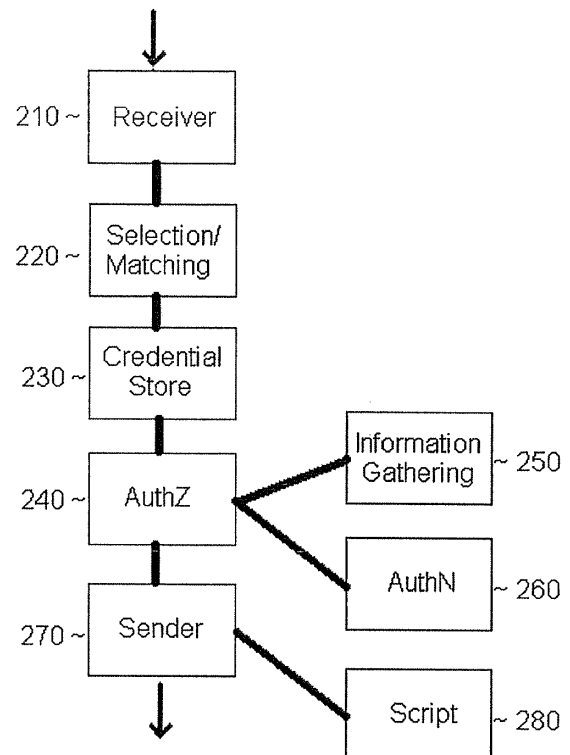 210 ~ Receiver
220 ~ Selection/
Matching
230 ~ Credential
Store
240 ~ AuthZ
Information
Gathering ~ 250
AuthN ~ 260
270 ~ Sender
Script ~ 280